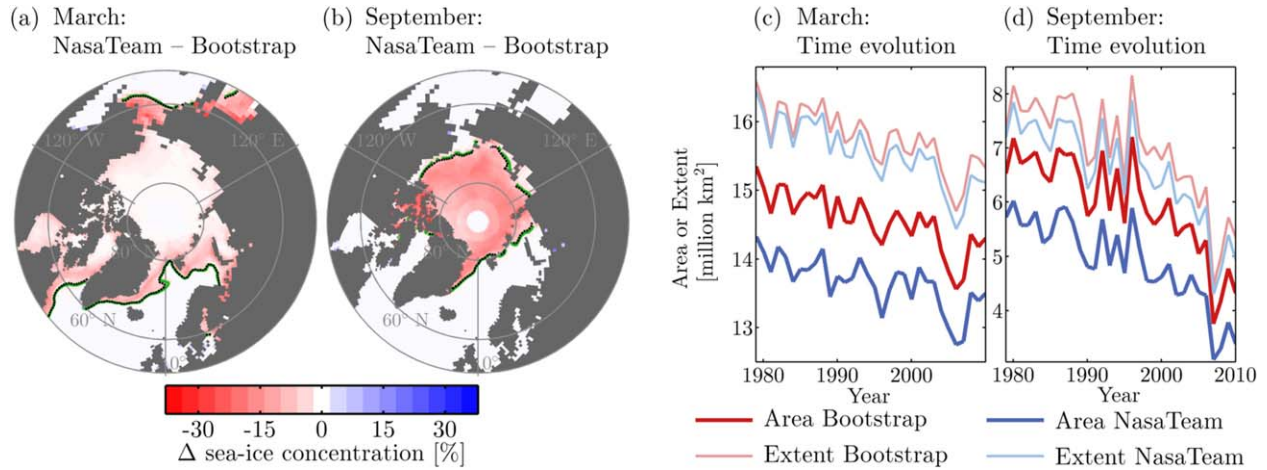 (a) March:
NasaTeam – Bootstrap
(b) September:
NasaTeam – Bootstrap
(c) March:
Time evolution
(d) September:
Time evolution
120° W
120° E
60° N
120° W
120° E
60° N
-30 -15 0 15 30
Δ sea-ice concentration [%]
Area or Extent
[million km²]
16
15
14
13
8
7
6
5
4
1980 1990 2000
Year
1980 1990 2000 2010
Year
Area Bootstrap
Extent Bootstrap
Area NasaTeam
Extent NasaTeam